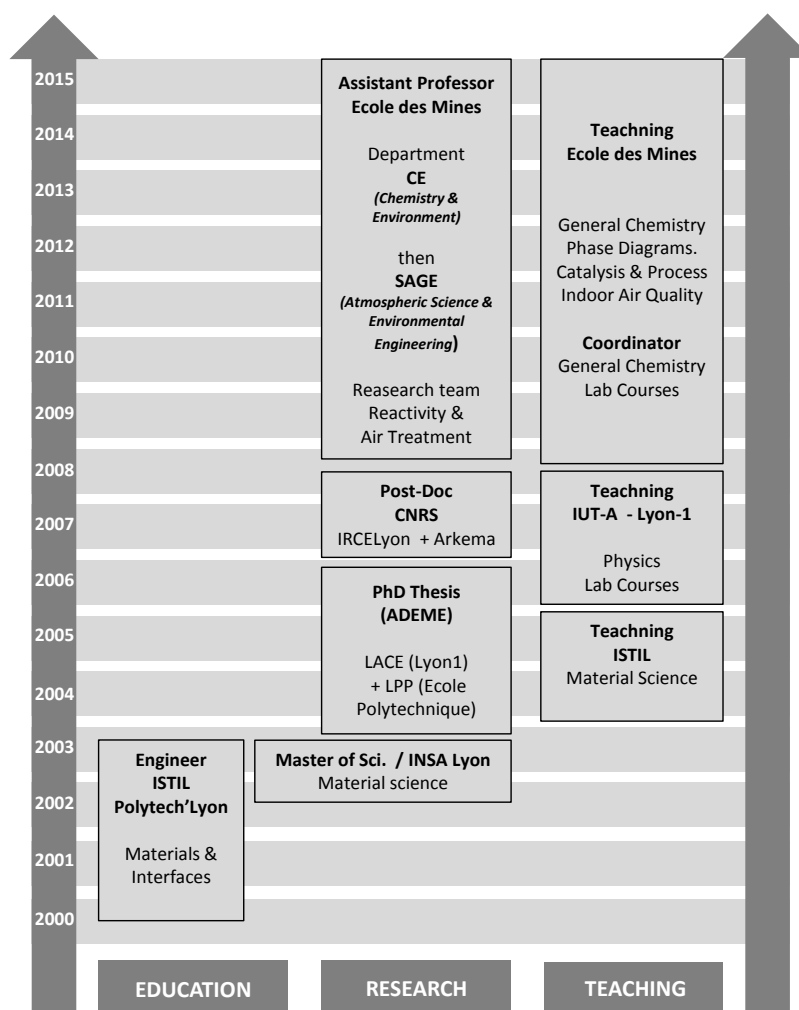 2015
2014
2013
2012
2011
2010
2009
2008
2007
2006
2005
2004
2003
2002
2001
2000
Engineer
ISTIL
Polytech’Lyon
Materials &
Interfaces
Master of Sci. / INSA Lyon
Material science
Assistant Professor
Ecole des Mines
Department
CE
(Chemistry &
Environment)
then
SAGE
(Atmospheric Science &
Environmental
Engineering)
Reasearch team
Reactivity &
Air Treatment
Post-Doc
CNRS
IRCELyon + Arkema
PhD Thesis
(ADEME)
LACE (Lyon1)
+ LPP (Ecole
Polytechnique)
Teachning
Ecole des Mines
General Chemistry
Phase Diagrams.
Catalysis & Process
Indoor Air Quality
Coordinator
General Chemistry
Lab Courses
Teachning
IUT-A - Lyon-1
Physics
Lab Courses
Teachning
ISTIL
Material Science
EDUCATION
RESEARCH
TEACHING